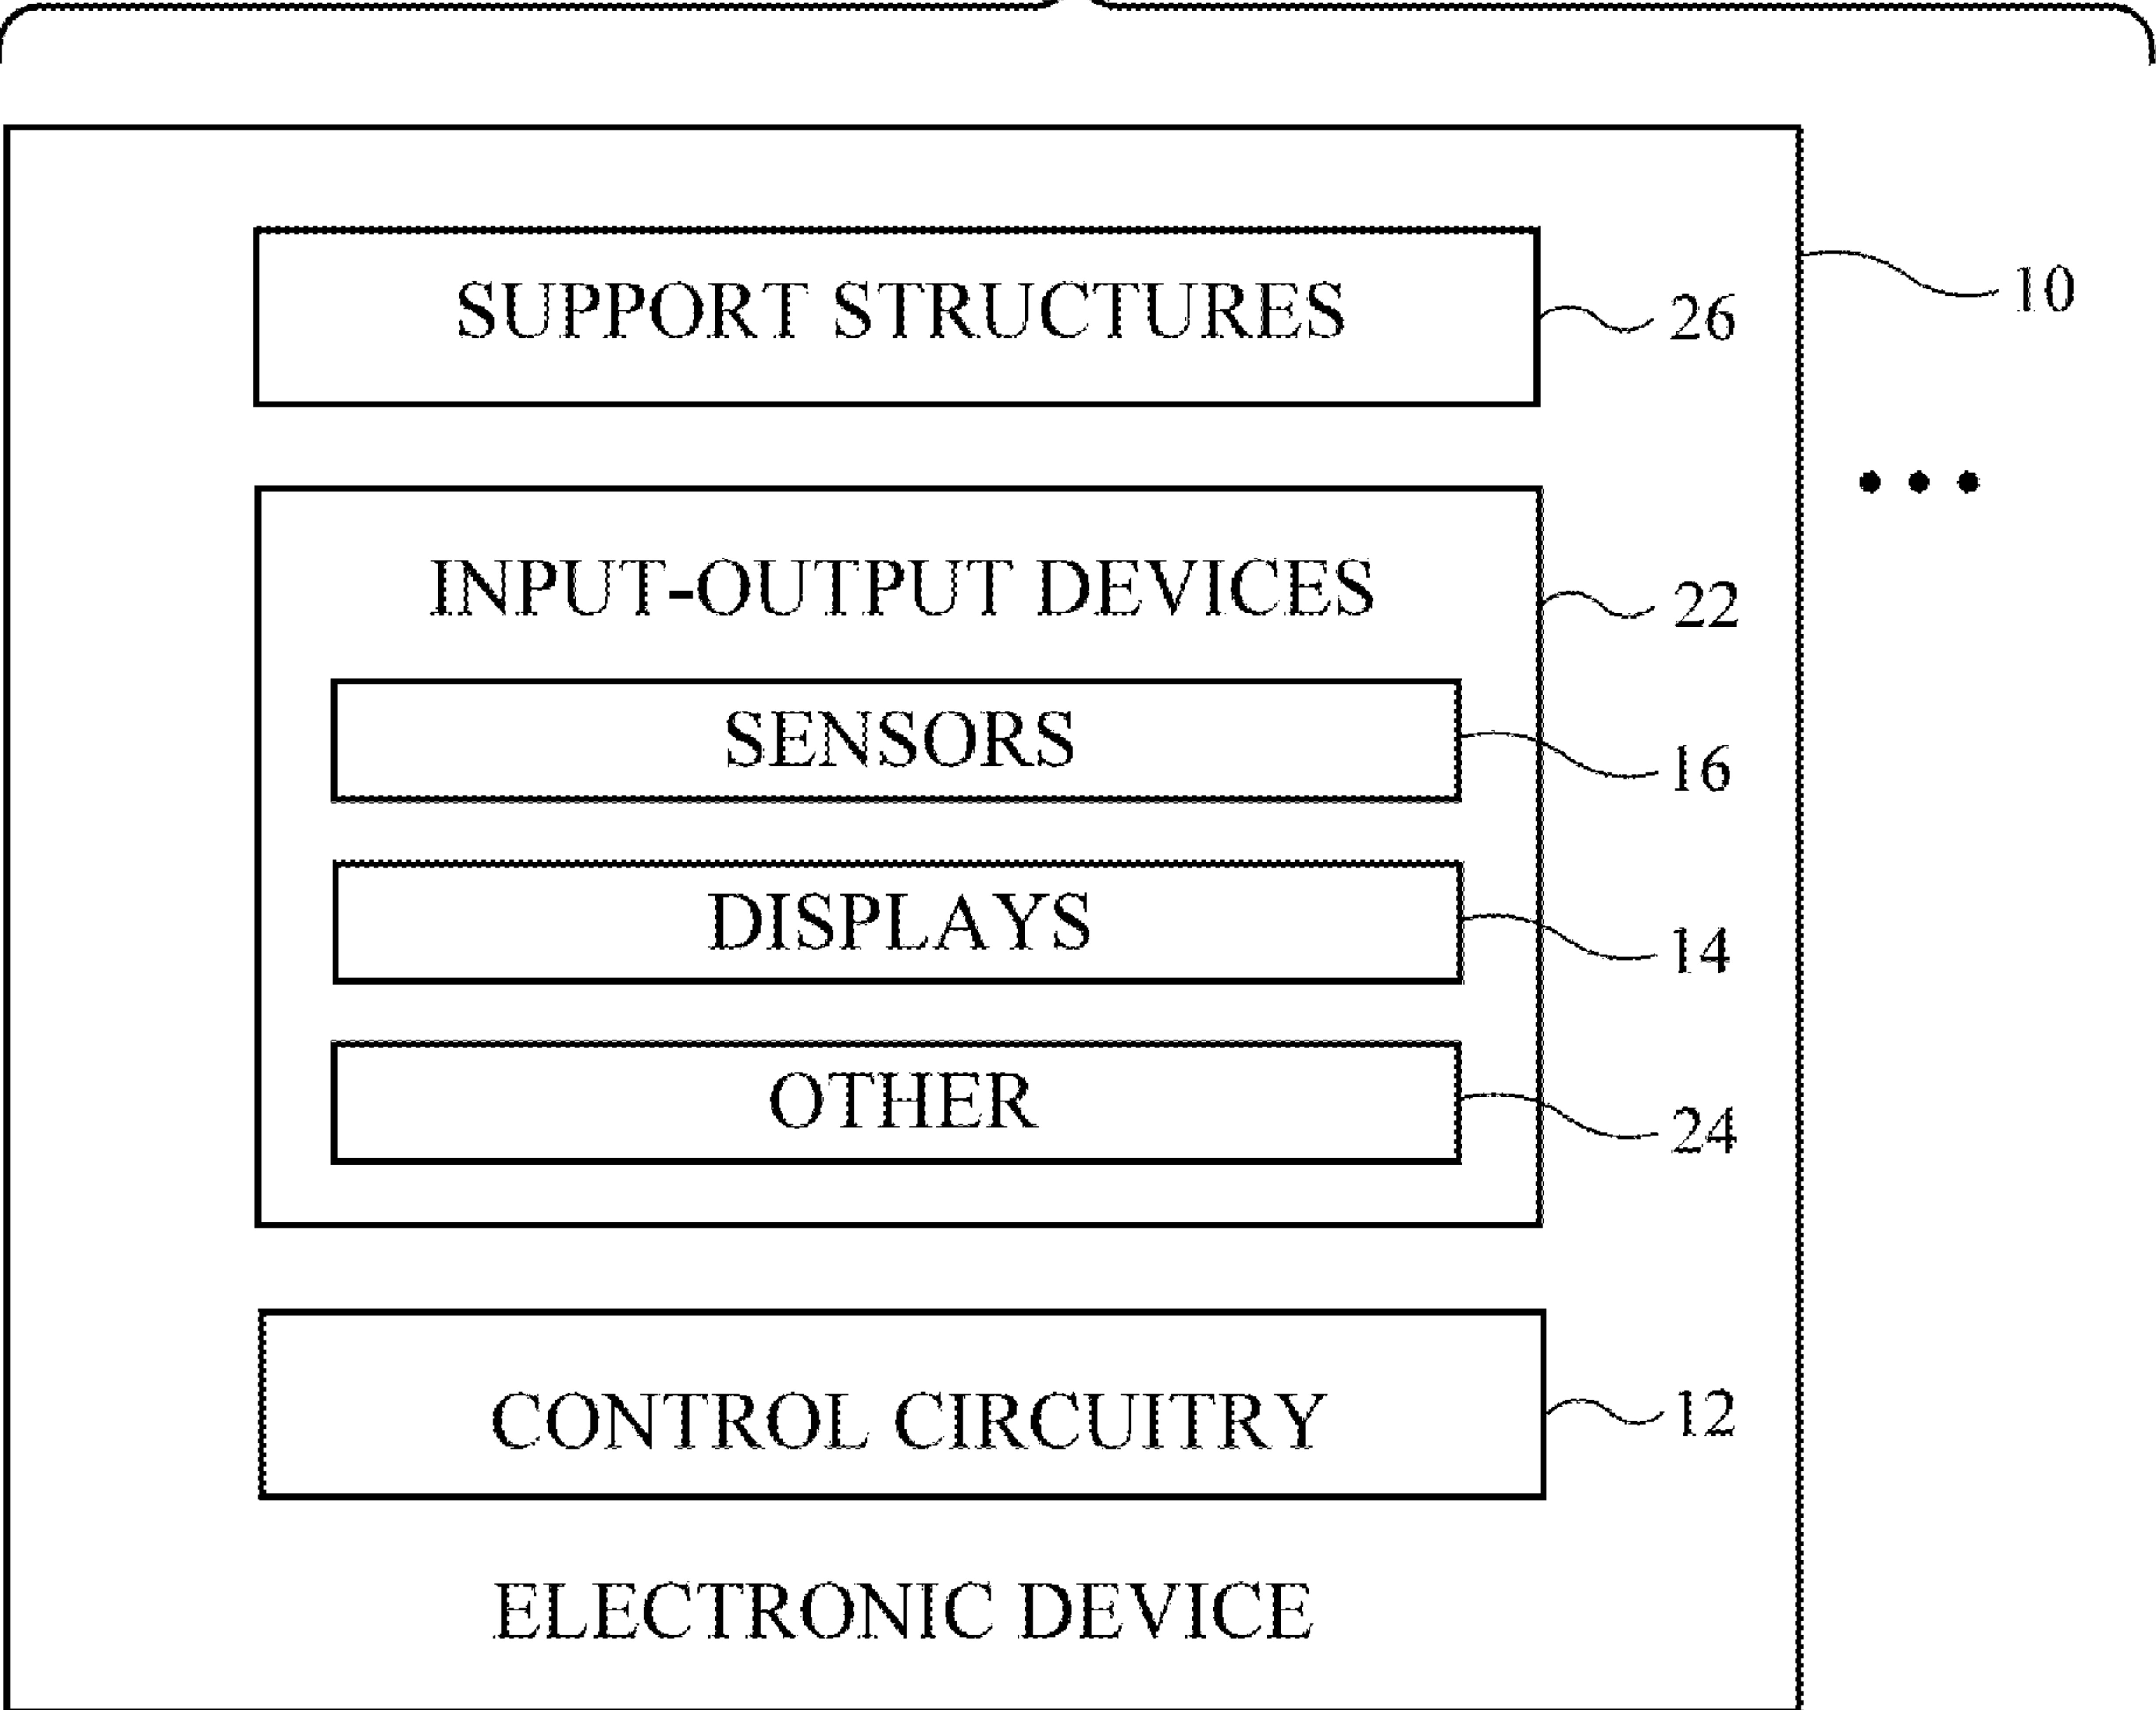 10
SUPPORT STRUCTURES
26
INPUT-OUTPUT DEVICES
22
SENSORS
16
DISPLAYS
14
OTHER
24
CONTROL CIRCUITRY
12
ELECTRONIC DEVICE